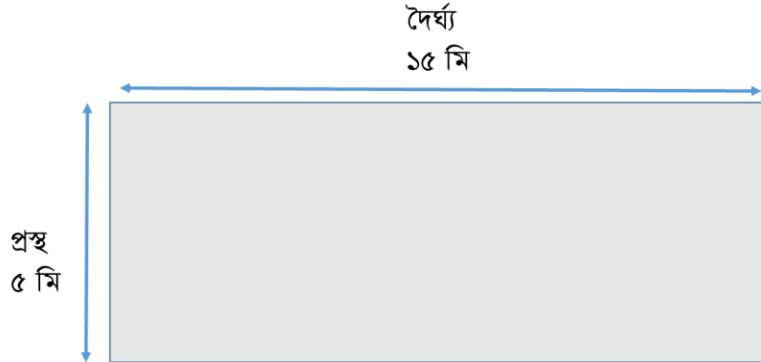 দৈর্ঘ্য
১৫ মি
প্রস্থ
৫ মি